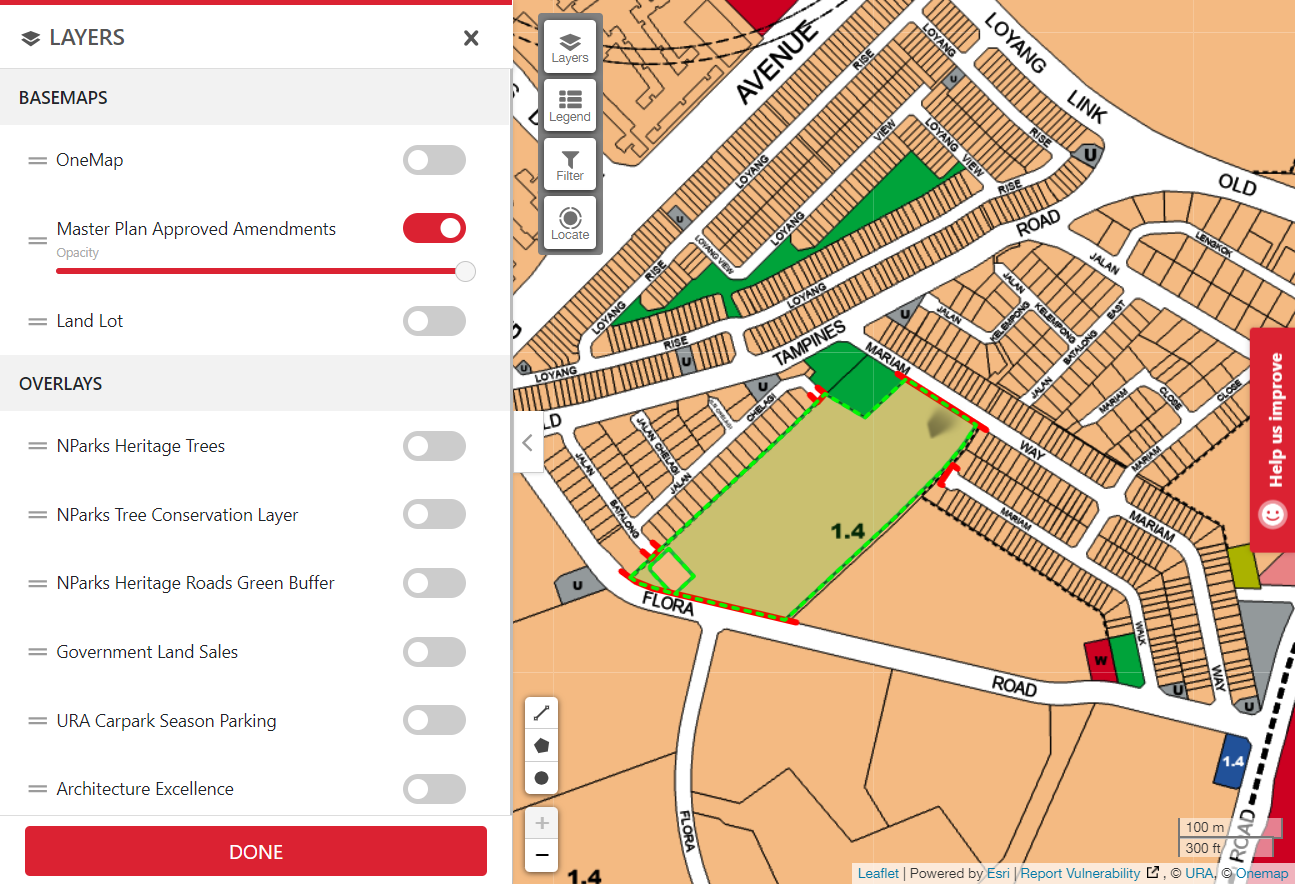 LAYERS
BASEMAPS
OneMap
Master Plan Approved Amendments
Opacity
Land Lot
OVERLAYS
NParks Heritage Trees
NParks Tree Conservation Layer
NParks Heritage Roads Green Buffer
Government Land Sales
URA Carpark Season Parking
Architecture Excellence
DONE
Layers
Legend
Filter
Locate
AVENUE
LOYANG
LINK
LOYANG
RISE
U
LOYANG
RISE
VIEW
LOYANG
VIEW
RISE
U
OLD
ROAD
LOYANG
LOYANG
U
LOYANG VIEW
RISE
LOYANG
LOYANG
RISE
U
LOYANG
U
TAMPINES
MARIAM
U
JALAN
JALAN
KELEMPONG
KELEMPONG
JALAN
BATALONG
EAST
LENGKOK
JALAN
MARIAM
CLOSE
CLOSE
MARIAM
LD
U
CHELAGI
JALAN CHELAGI
JALAN
JALAN
BATALONG
WAY
MARIAM
MARIAM
1.4
U
FLORA
WALK
WAY
W
U
U
ROAD
1.4
FLORA
ROAD
1.4
Help us improve
+
−
100 m
300 ft
Leaflet | Powered by Esri | Report Vulnerability , © URA, © Onemap